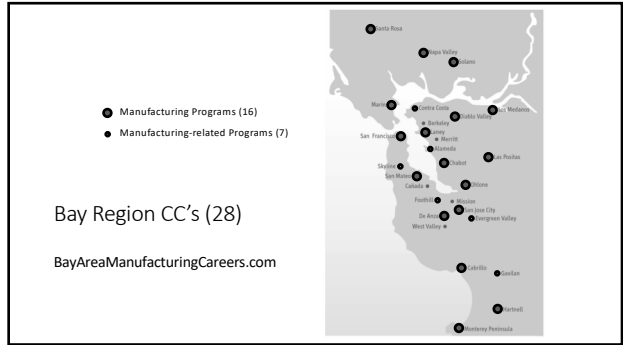 Manufacturing Programs (16)
Manufacturing-related Programs (7)
Bay Region CC's (28)
BayAreaManufacturingCareers.com
Santa Rosa
Napa Valley
Solano
Marin
Contra Costa
Los Medanos
Diablo Valley
Berkeley
San Francisco
Laney
Merritt
Alameda
Las Positas
Chabot
Skyline
San Mateo
Cañada
Ohlone
Foothill
Mission
San Jose City
De Anza
Evergreen Valley
West Valley
Cabrillo
Gavilan
Hartnell
Monterey Peninsula